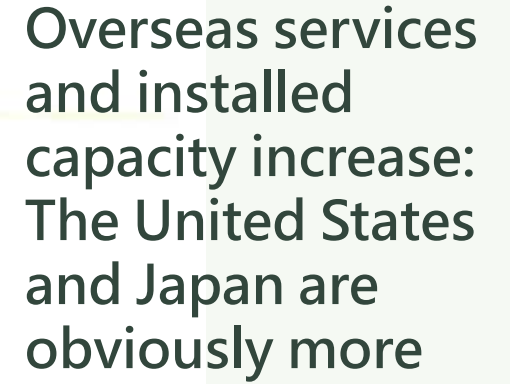 Overseas services
and installed
capacity increase:
The United States
and Japan are
obviously more